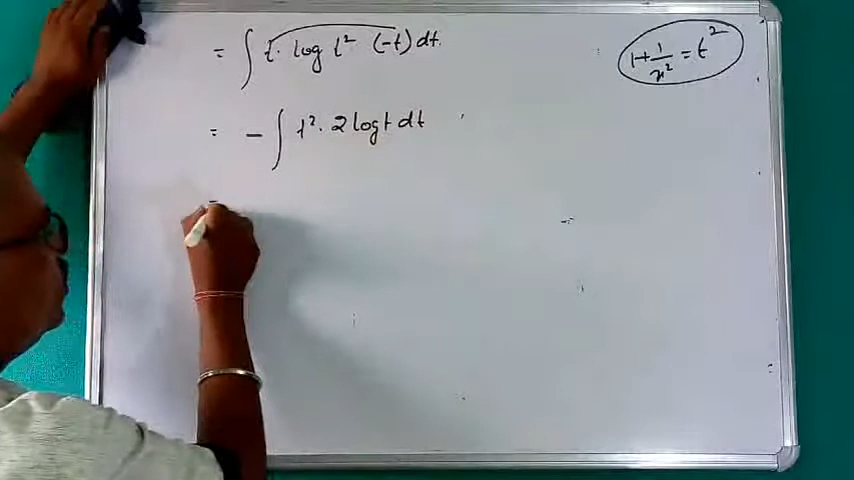 = ∫ t. log t² (-t) dt.
1+1/x² = t²
= - ∫ t². 2 log t dt
=